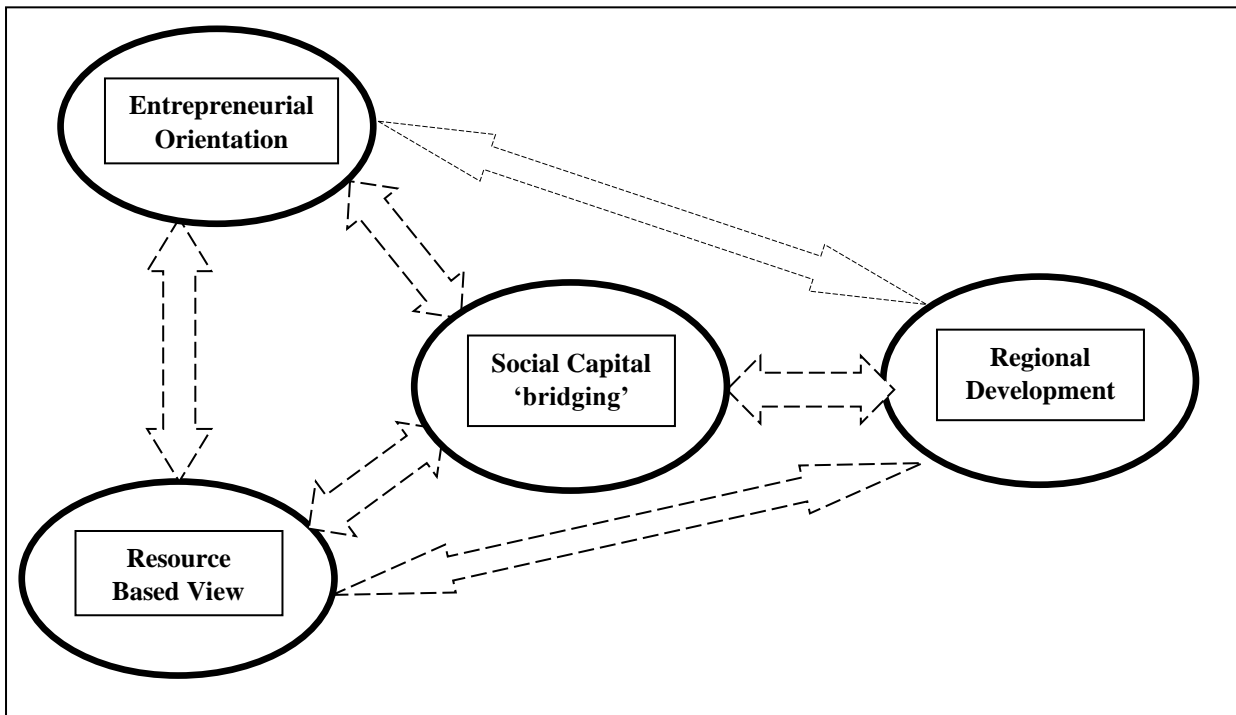 Entrepreneurial
Orientation
Social Capital
‘bridging’
Regional
Development
Resource
Based View